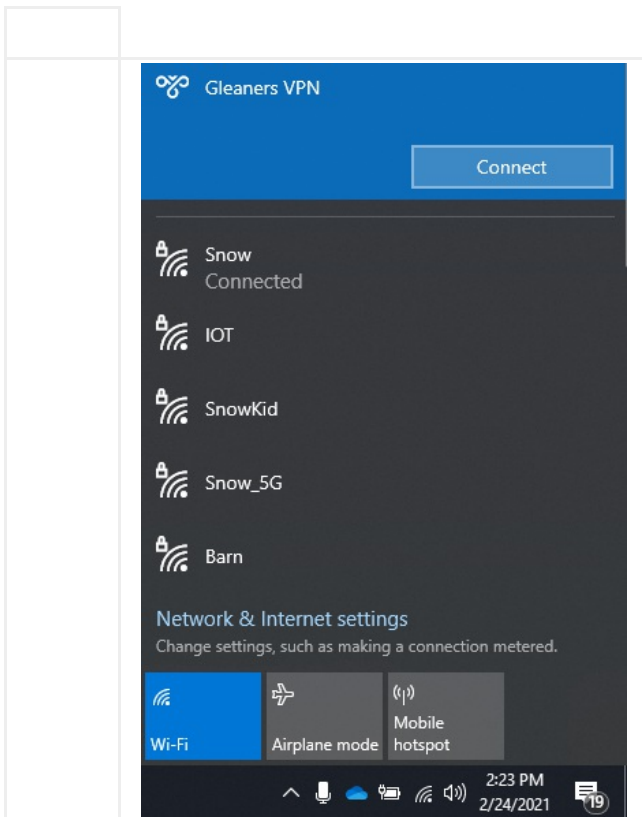 Gleaners VPN
Connect
Snow
Connected
IOT
SnowKid
Snow_5G
Barn
Network & Internet settings
Change settings, such as making a connection metered.
Wi-Fi
Airplane mode
Mobile
hotspot
2:23 PM
2/24/2021
19